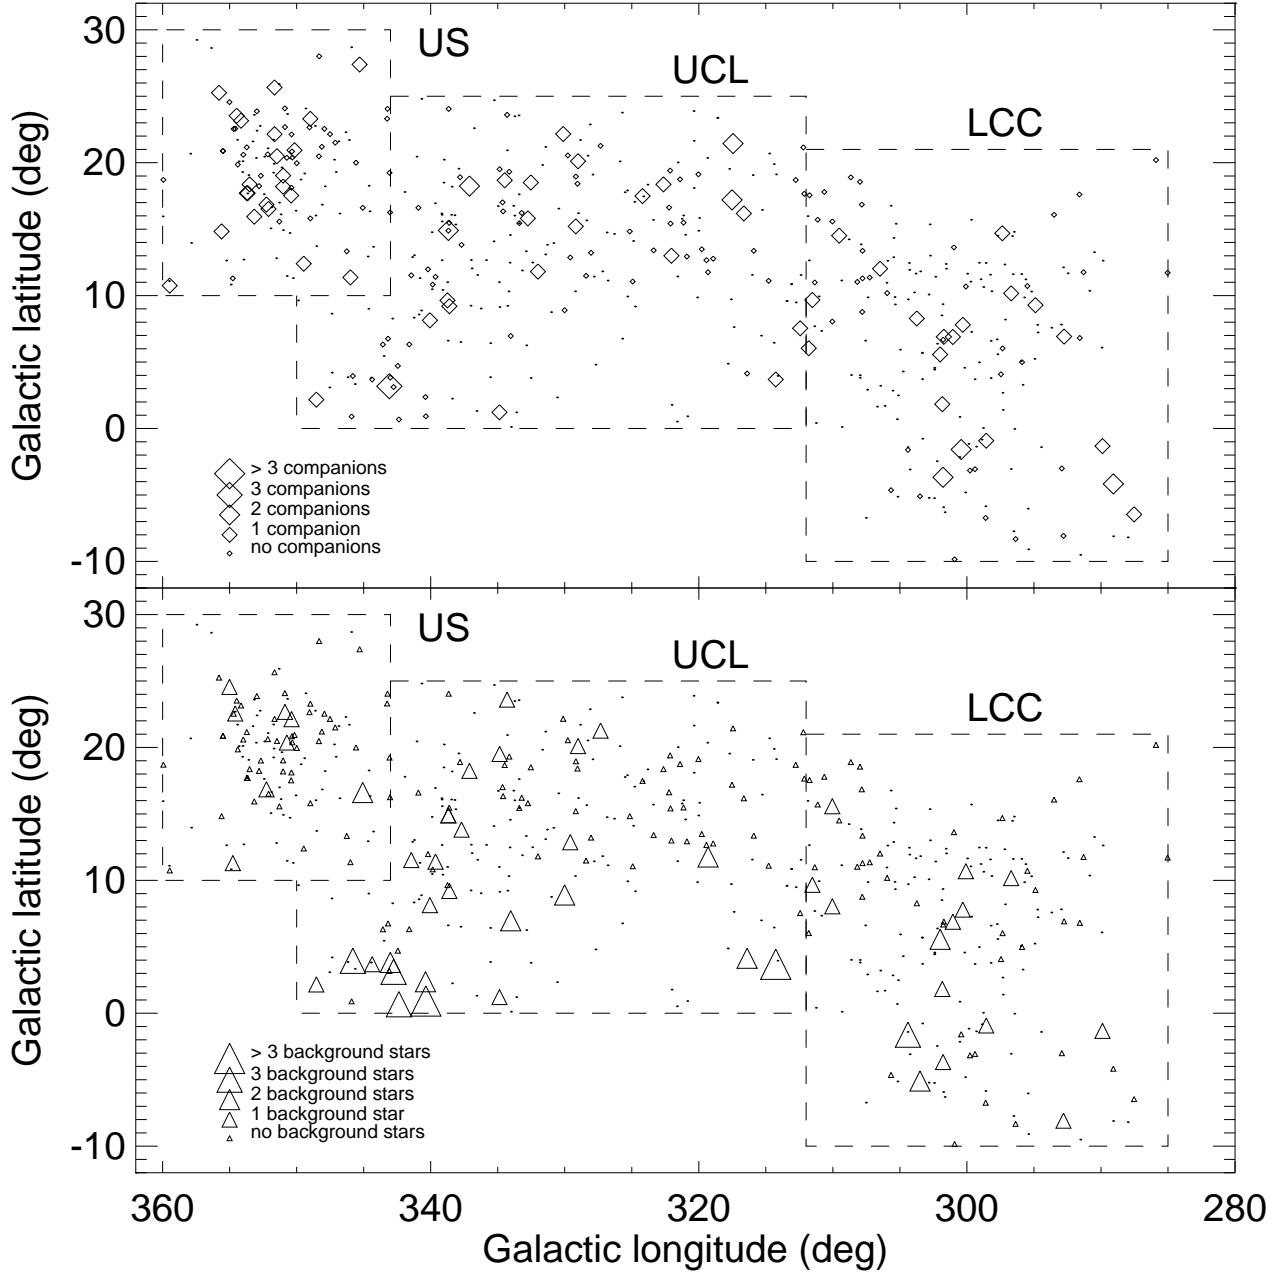 30
20
10
0
-10
Galactic latitude (deg)
US
UCL
LCC
> 3 companions
3 companions
2 companions
1 companion
no companions
30
20
10
0
-10
Galactic latitude (deg)
US
UCL
LCC
> 3 background stars
3 background stars
2 background stars
1 background star
no background stars
360
340
320
300
280
Galactic longitude (deg)